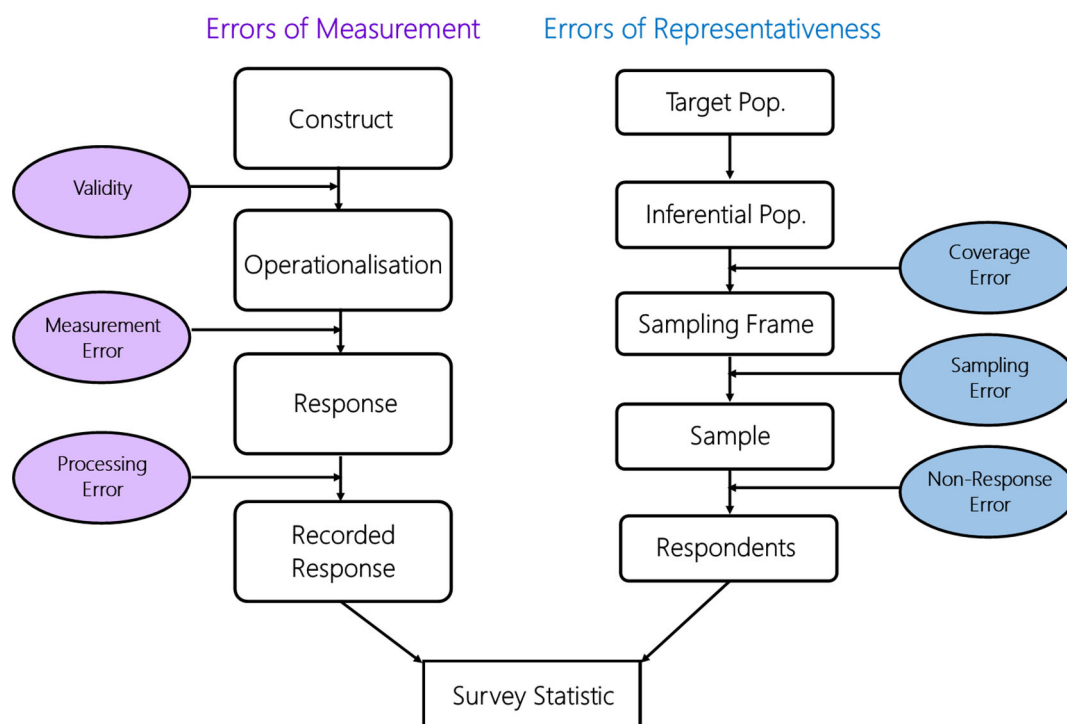 Errors of Measurement
Errors of Representativeness
Construct
Target Pop.
Validity
Inferential Pop.
Operationalisation
Coverage
Error
Measurement
Error
Sampling Frame
Sampling
Error
Response
Sample
Processing
Error
Non-Response
Error
Recorded
Response
Respondents
Survey Statistic